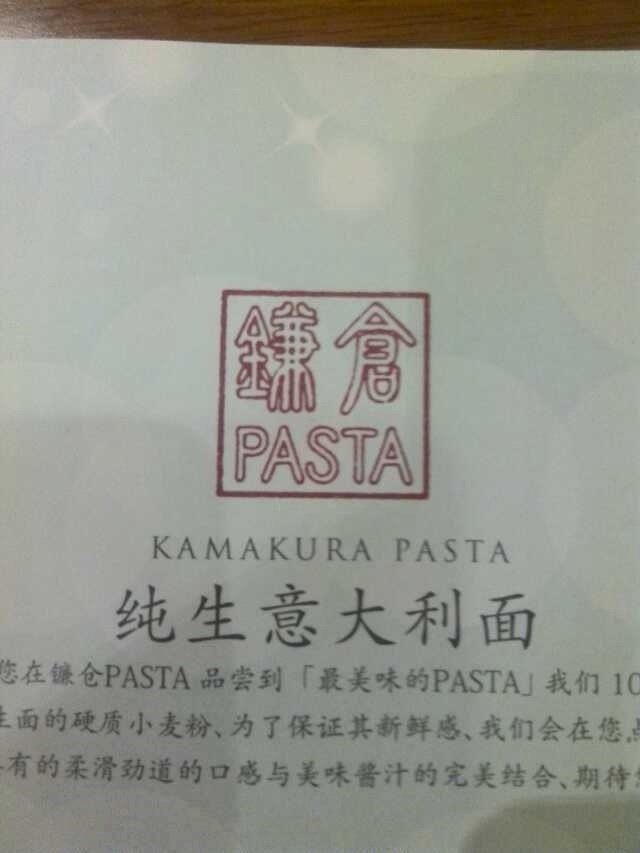 鎌倉
PASTA
KAMAKURA PASTA
纯生意大利面
您在镰仓PASTA 品尝到「最美味的PASTA」我们 10
生面的硬质小麦粉、为了保证其新鲜感、我们会在您点
有的柔滑劲道的口感与美味酱汁的完美结合、期待